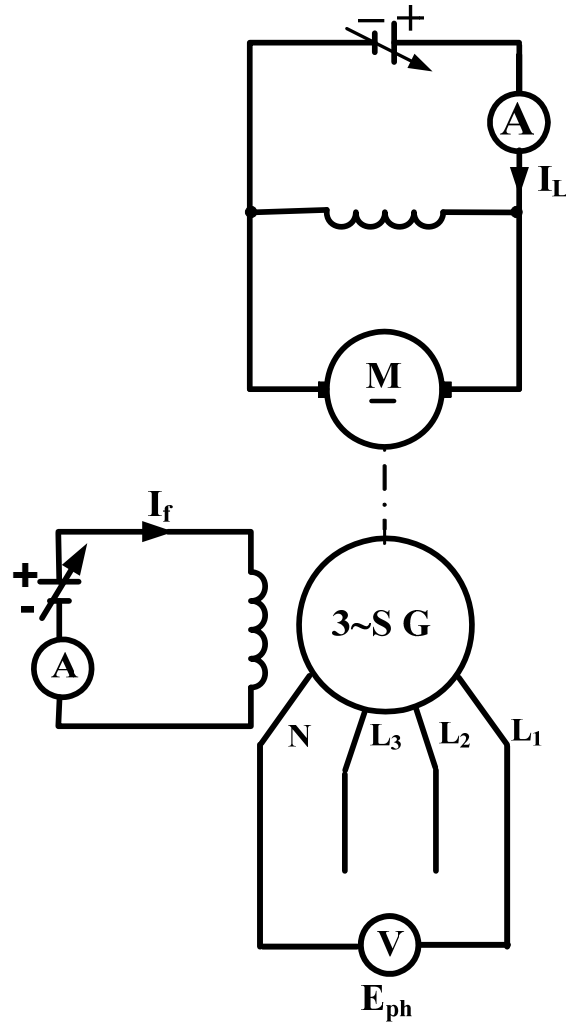 − +
A
I_L
M
I_f
+
-
A
3~S G
N
L_3
L_2
L_1
V
E_ph